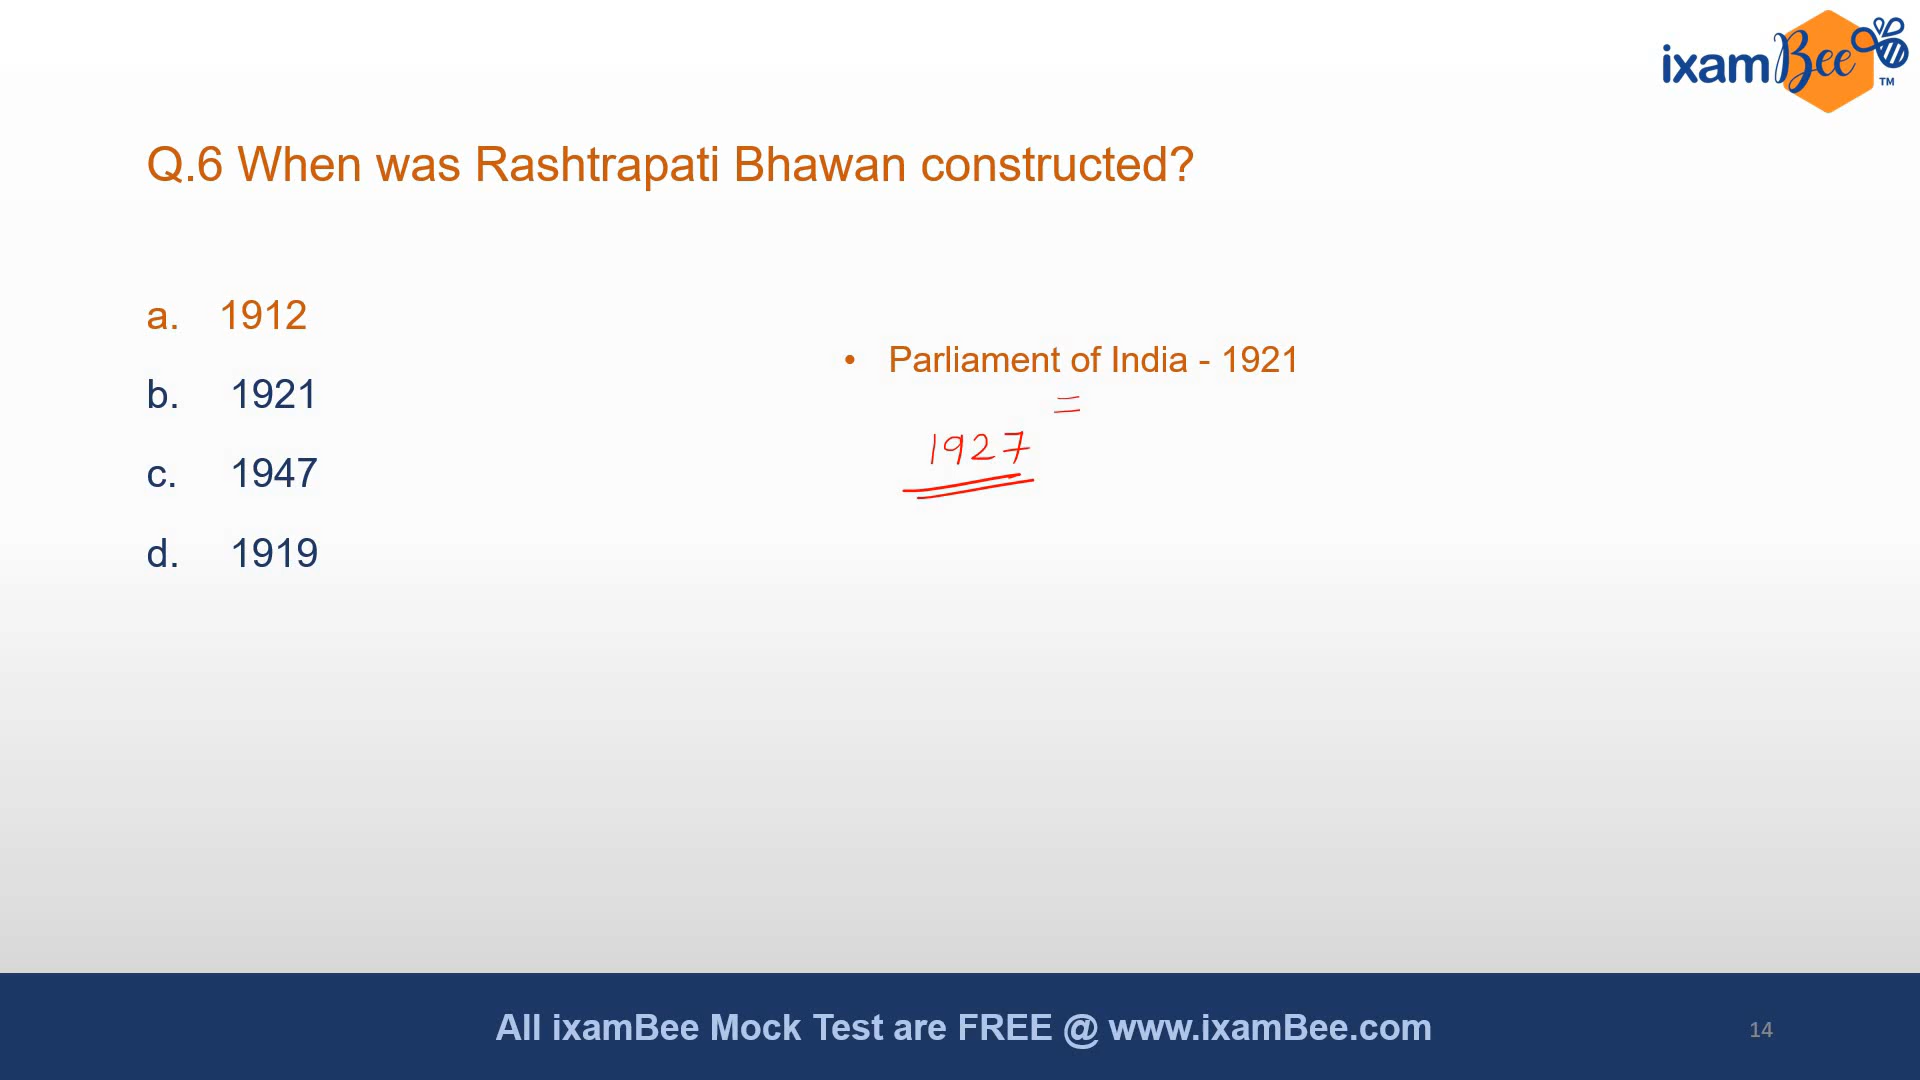 ixamBee TM
Q.6 When was Rashtrapati Bhawan constructed?
a. 1912
b. 1921
c. 1947
d. 1919
• Parliament of India - 1921
=
1927
All ixamBee Mock Test are FREE @ www.ixamBee.com
14